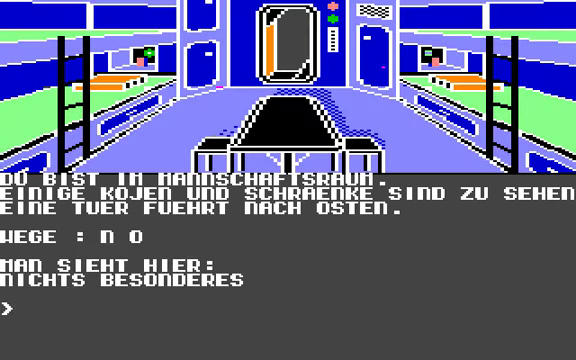 DU BIST IM MANNSCHAFTSRAUM.
EINIGE KOJEN UND SCHRAENKE SIND ZU SEHEN
EINE TUER FUEHRT NACH OSTEN.
WEGE : N O
MAN SIEHT HIER:
NICHTS BESONDERES
>